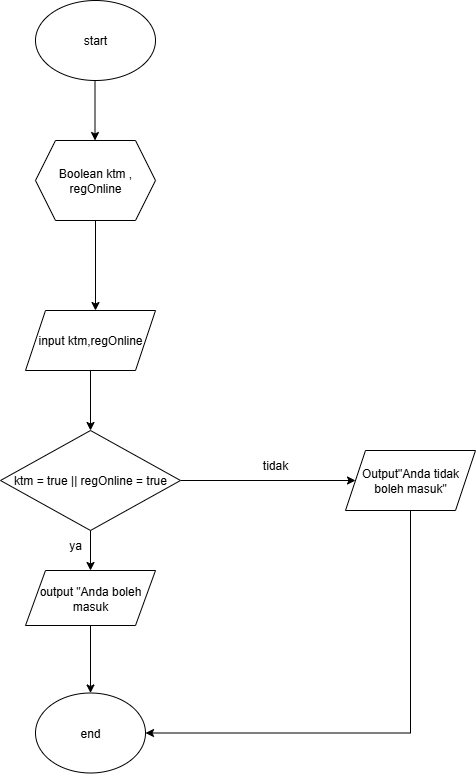 start
Boolean ktm ,
regOnline
input ktm,regOnline
ktm = true || regOnline = true
tidak
Output"Anda tidak
boleh masuk"
ya
output "Anda boleh
masuk
end